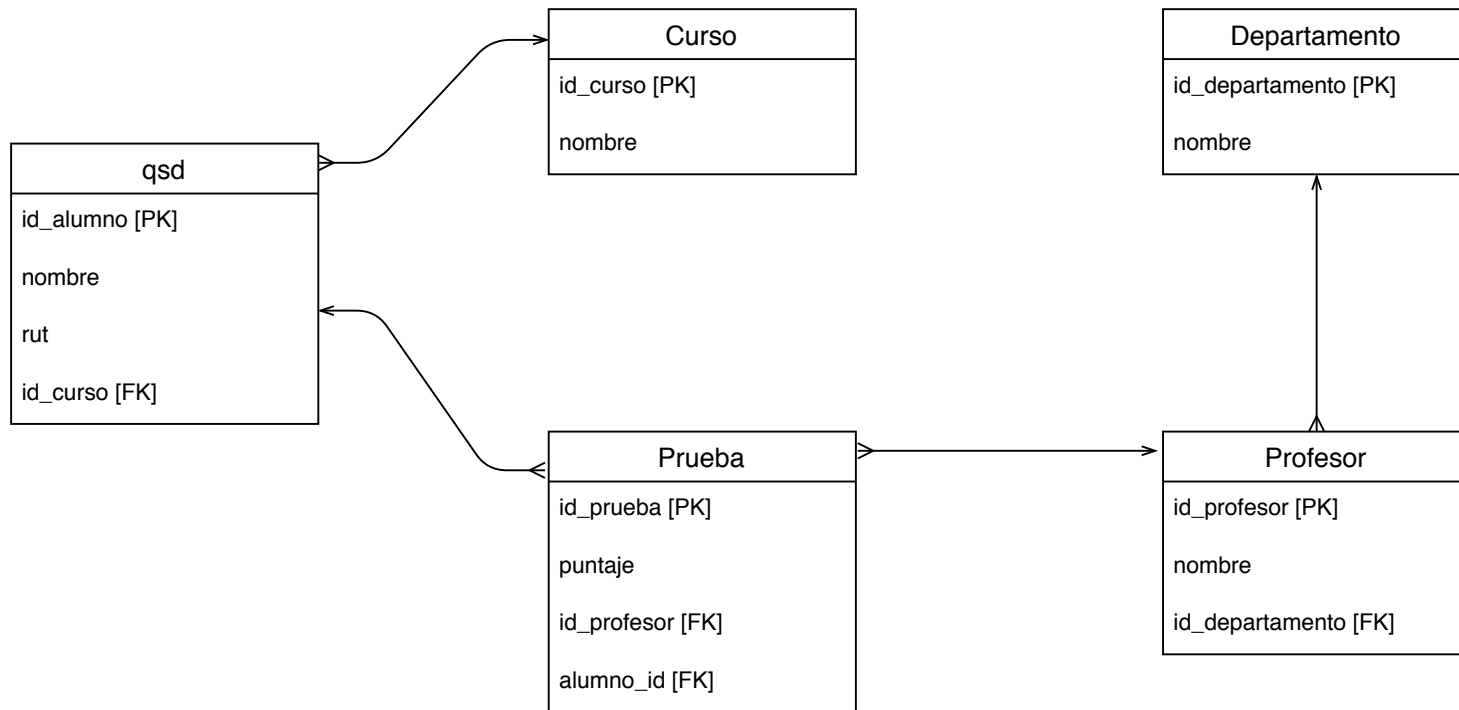 Curso
id_curso [PK]
nombre
Departamento
id_departamento [PK]
nombre
qsd
id_alumno [PK]
nombre
rut
id_curso [FK]
Prueba
id_prueba [PK]
puntaje
id_profesor [FK]
alumno_id [FK]
Profesor
id_profesor [PK]
nombre
id_departamento [FK]